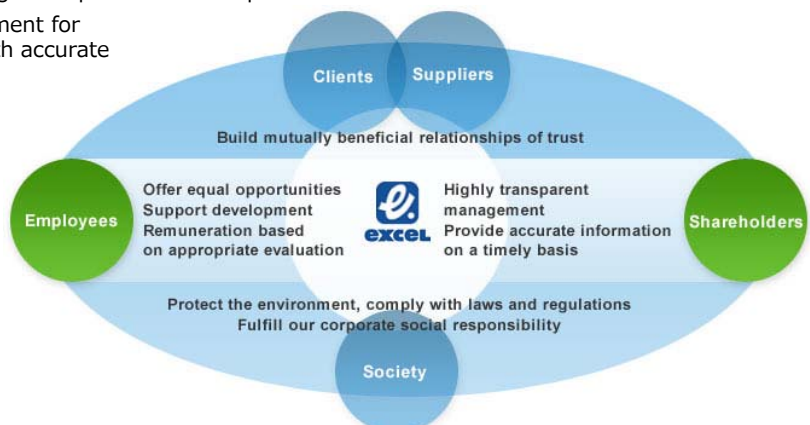 ment for
th accurate
Clients
Suppliers
Build mutually beneficial relationships of trust
Employees
Offer equal opportunities
Support development
Remuneration based
on appropriate evaluation
e.
excel
Highly transparent
management
Provide accurate information
on a timely basis
Shareholders
Protect the environment, comply with laws and regulations
Fulfill our corporate social responsibility
Society